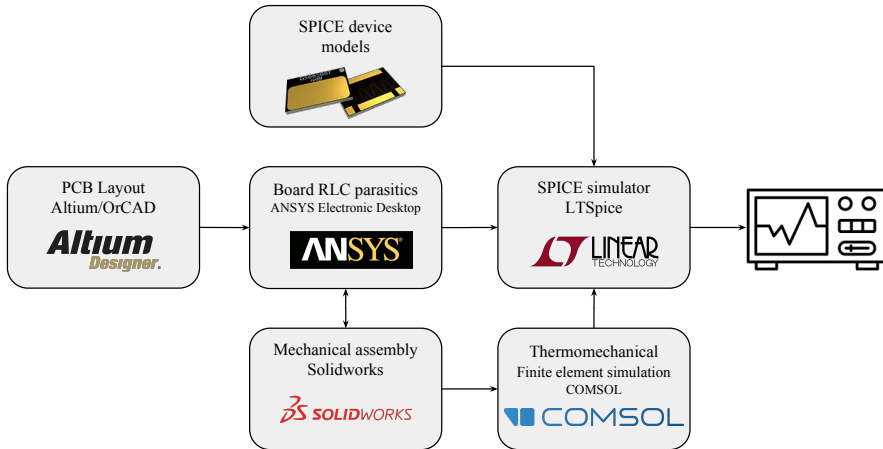 SPICE device
models
PCB Layout
Altium/OrCAD
Altium
Designer.
Board RLC parasitics
ANSYS Electronic Desktop
ANSYS®
SPICE simulator
LTSpice
LINEAR
TECHNOLOGY
Mechanical assembly
Solidworks
SOLIDWORKS
Thermomechanical
Finite element simulation
COMSOL
COMSOL